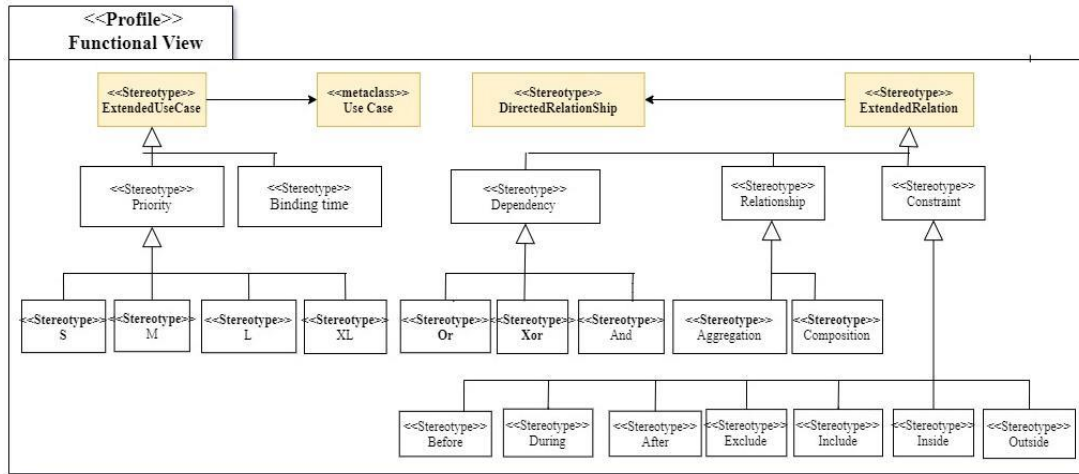 <<Profile>>
Functional View
<<Stereotype>>
ExtendedUseCase
<<metaclass>>
Use Case
<<Stereotype>>
DirectedRelationShip
<<Stereotype>>
ExtendedRelation
<<Stereotype>>
Priority
<<Stereotype>>
Binding time
<<Stereotype>>
Dependency
<<Stereotype>>
Relationship
<<Stereotype>>
Constraint
<<Stereotype>>
S
<<Stereotype>>
M
<<Stereotype>>
L
<<Stereotype>>
XL
<<Stereotype>>
Or
<<Stereotype>>
Xor
<<Stereotype>>
And
<<Stereotype>>
Aggregation
<<Stereotype>>
Composition
<<Stereotype>>
Before
<<Stereotype>>
During
<<Stereotype>>
After
<<Stereotype>>
Exclude
<<Stereotype>>
Include
<<Stereotype>>
Inside
<<Stereotype>>
Outside